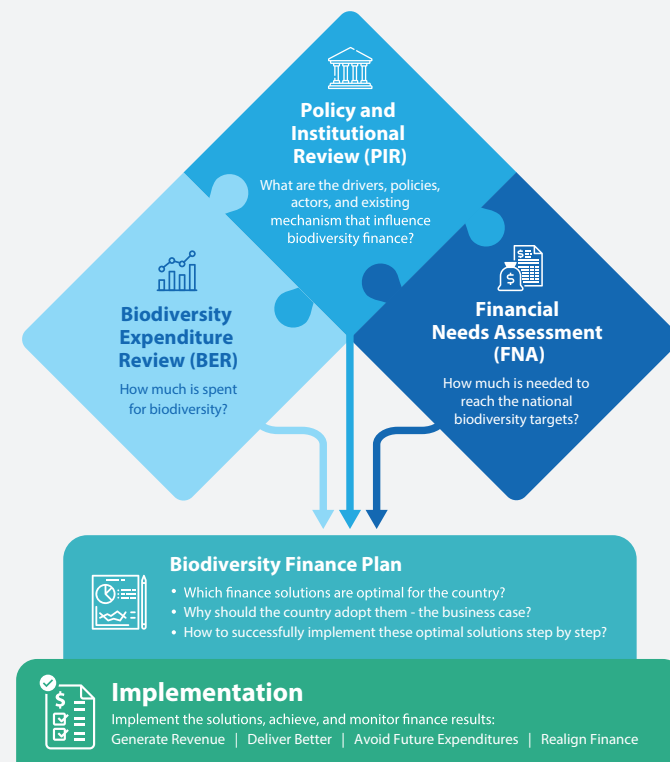 Policy and
Institutional
Review (PIR)
What are the drivers, policies,
actors, and existing
mechanism that influence
biodiversity finance?
Biodiversity
Expenditure
Review (BER)
How much is spent
for biodiversity?
$
$
Financial
Needs Assessment
(FNA)
How much is needed to
reach the national
biodiversity targets?
Biodiversity Finance Plan
• Which finance solutions are optimal for the country?
• Why should the country adopt them - the business case?
• How to successfully implement these optimal solutions step by step?
$
Implementation
Implement the solutions, achieve, and monitor finance results:
Generate Revenue | Deliver Better | Avoid Future Expenditures | Realign Finance